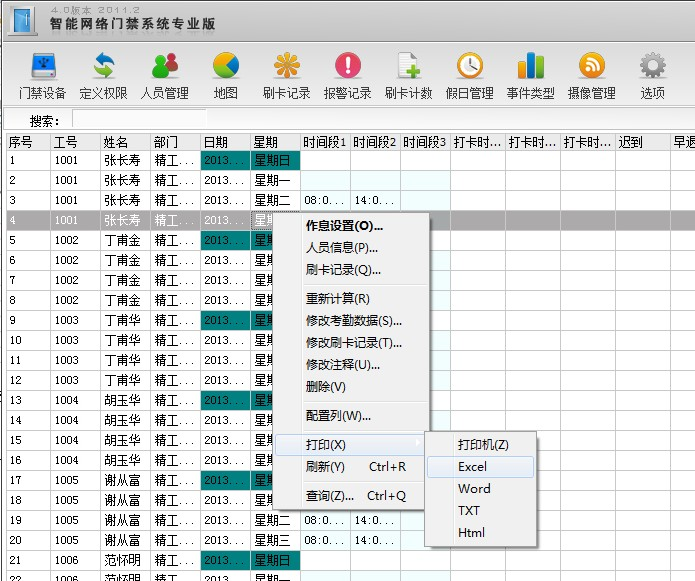 4.0版本 2011.2
智能网络门禁系统专业版
门禁设备 定义权限 人员管理 地图 刷卡记录 报警记录 刷卡计数 假日管理 事件类型 摄像管理 选项
搜索:
序号 工号 姓名 部门 日期 星期 时间段1 时间段2 时间段3 打卡时... 打卡时... 打卡时... 迟到 早退
1 1001 张长寿 精工... 2013... 星期日
2 1001 张长寿 精工... 2013... 星期一
3 1001 张长寿 精工... 2013... 星期二 08:0... 14:0...
4 1001 张长寿 精工... 2013... 星
5 1002 丁甫金 精工... 2013... 星
6 1002 丁甫金 精工... 2013... 星
7 1002 丁甫金 精工... 2013... 星
8 1002 丁甫金 精工... 2013... 星
9 1003 丁甫华 精工... 2013... 星
10 1003 丁甫华 精工... 2013... 星
11 1003 丁甫华 精工... 2013... 星
12 1003 丁甫华 精工... 2013... 星
13 1004 胡玉华 精工... 2013... 星
14 1004 胡玉华 精工... 2013... 星
15 1004 胡玉华 精工... 2013... 星
16 1004 胡玉华 精工... 2013... 星
17 1005 谢从富 精工... 2013... 星
18 1005 谢从富 精工... 2013... 星
19 1005 谢从富 精工... 2013... 星期二 08:0... 14:0...
20 1005 谢从富 精工... 2013... 星期三 08:0... 14:0...
21 1006 范怀明 精工... 2013... 星期日
22 1006 范怀明 精工... 2013... 星期一
作息设置(O)...
人员信息(P)...
刷卡记录(Q)...
重新计算(R)
修改考勤数据(S)...
修改刷卡记录(T)...
修改注释(U)...
删除(V)
配置列(W)...
打印(X)
刷新(Y) Ctrl+R
查询(Z)... Ctrl+Q
打印机(Z)
Excel
Word
TXT
Html